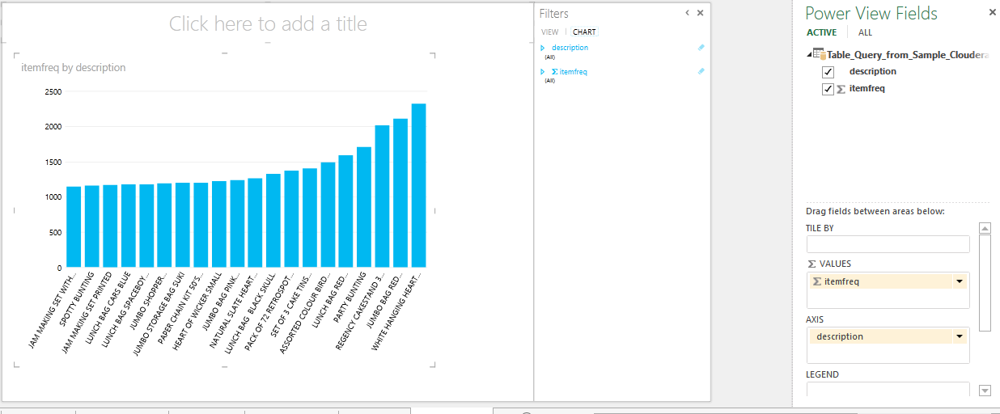 Click here to add a title
itemfreq by description
2500
2000
1500
1000
500
0
JAM MAKING SET WITH...
SPOTTY BUNTING
JAM MAKING SET PRINTED
LUNCH BAG CARS BLUE
LUNCH BAG SPACEBOY...
JUMBO SHOPPER...
JUMBO STORAGE BAG SUKI
PAPER CHAIN KIT 50'S...
HEART OF WICKER SMALL
JUMBO BAG PINK...
NATURAL SLATE HEART...
LUNCH BAG  BLACK SKULL
PACK OF 72 RETROSPOT...
SET OF 3 CAKE TINS...
ASSORTED COLOUR BIRD...
LUNCH BAG RED...
PARTY BUNTING
REGENCY CAKESTAND 3...
JUMBO BAG RED...
WHITE HANGING HEART...
Filters
VIEW CHART
description
(All)
Σ itemfreq
(All)
Power View Fields
ACTIVE ALL
Table_Query_from_Sample_Cloudera
description
Σ itemfreq
Drag fields between areas below:
TILE BY
Σ VALUES
Σ itemfreq
AXIS
description
LEGEND